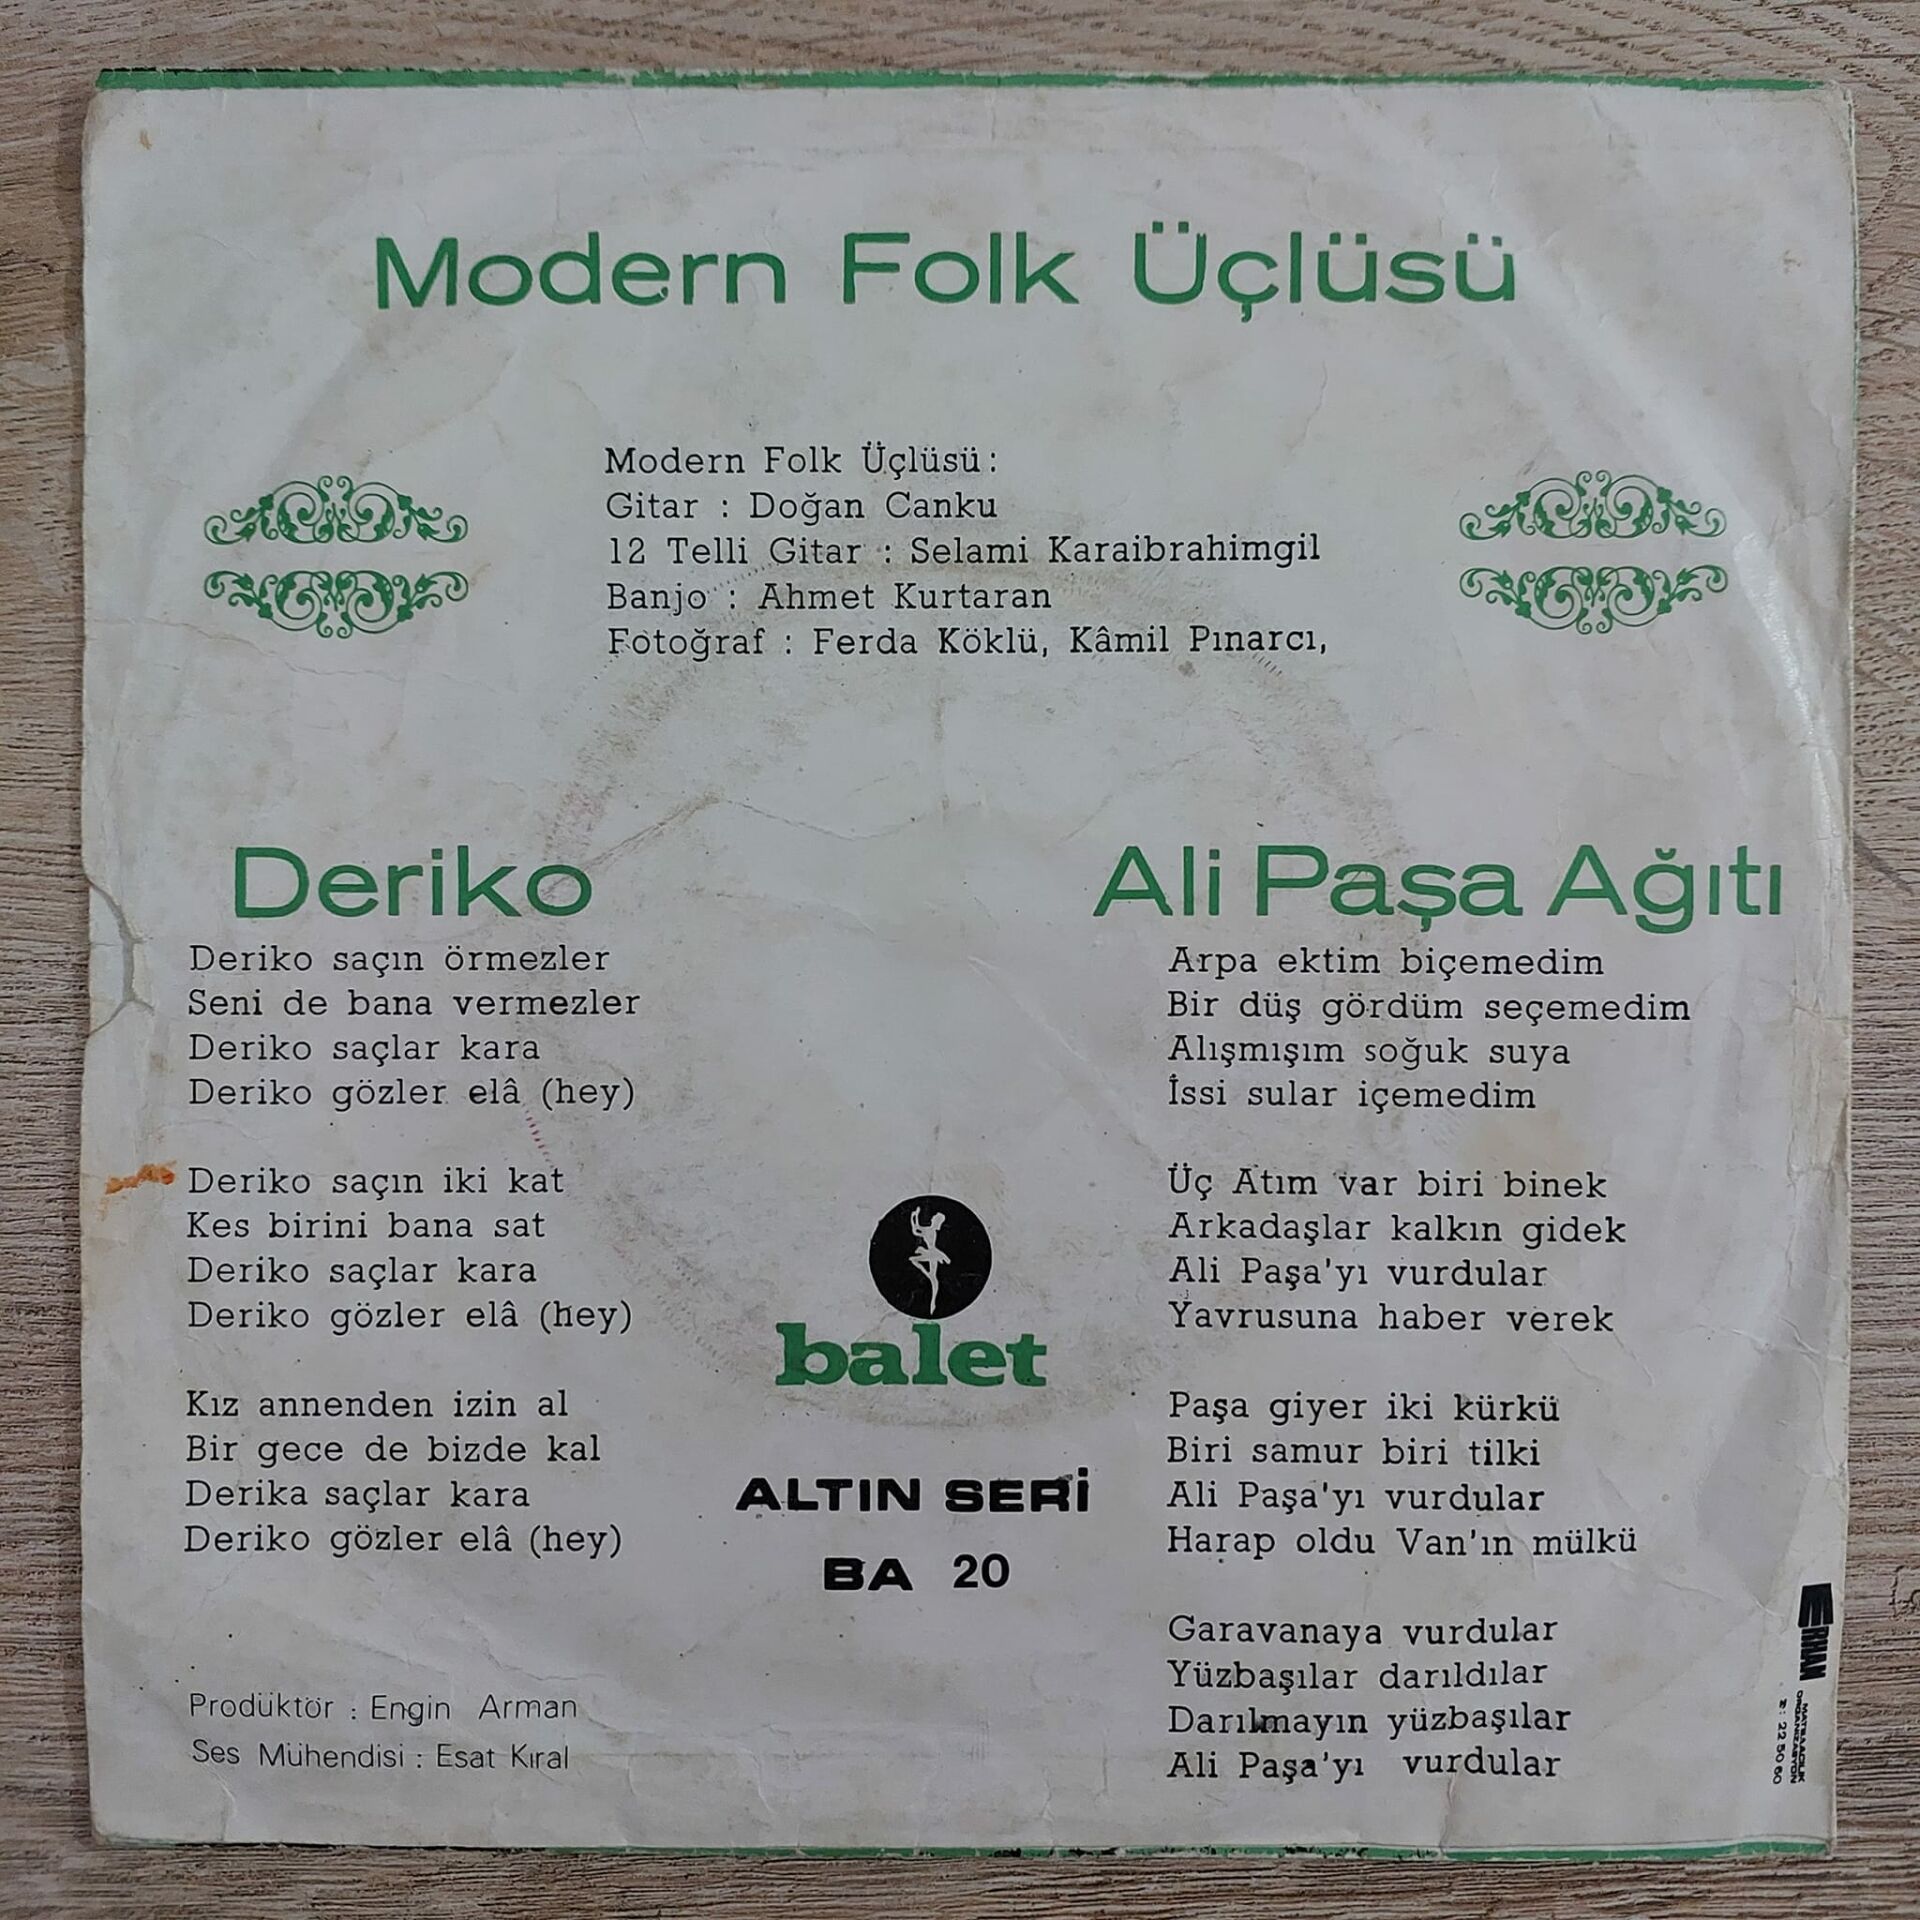 Modern Folk Üçlüsü
Modern Folk Üçlüsü:
Gitar : Doğan Canku
12 Telli Gitar : Selami Karaibrahimgil
Banjo : Ahmet Kurtaran
Fotoğraf : Ferda Köklü, Kâmil Pınarcı,
Deriko
Deriko saçın örmezler
Seni de bana vermezler
Deriko saçlar kara
Deriko gözler elâ (hey)
Deriko saçın iki kat
Kes birini bana sat
Deriko saçlar kara
Deriko gözler elâ (hey)
Kız annenden izin al
Bir gece de bizde kal
Derika saçlar kara
Deriko gözler elâ (hey)
Prodüktör : Engin Arman
Ses Mühendisi : Esat Kıral
balet
ALTIN SERİ
BA 20
Ali Paşa Ağıtı
Arpa ektim biçemedim
Bir düş gördüm seçemedim
Alışmışım soğuk suya
İssi sular içemedim
Üç Atım var biri binek
Arkadaşlar kalkın gidek
Ali Paşa'yı vurdular
Yavrusuna haber verek
Paşa giyer iki kürkü
Biri samur biri tilki
Ali Paşa'yı vurdular
Harap oldu Van'ın mülkü
Garavanaya vurdular
Yüzbaşılar darıldılar
Darılmayın yüzbaşılar
Ali Paşa'yı vurdular
ERHAN
MATBAACILIK
ORGANİZASYON
22 50 60